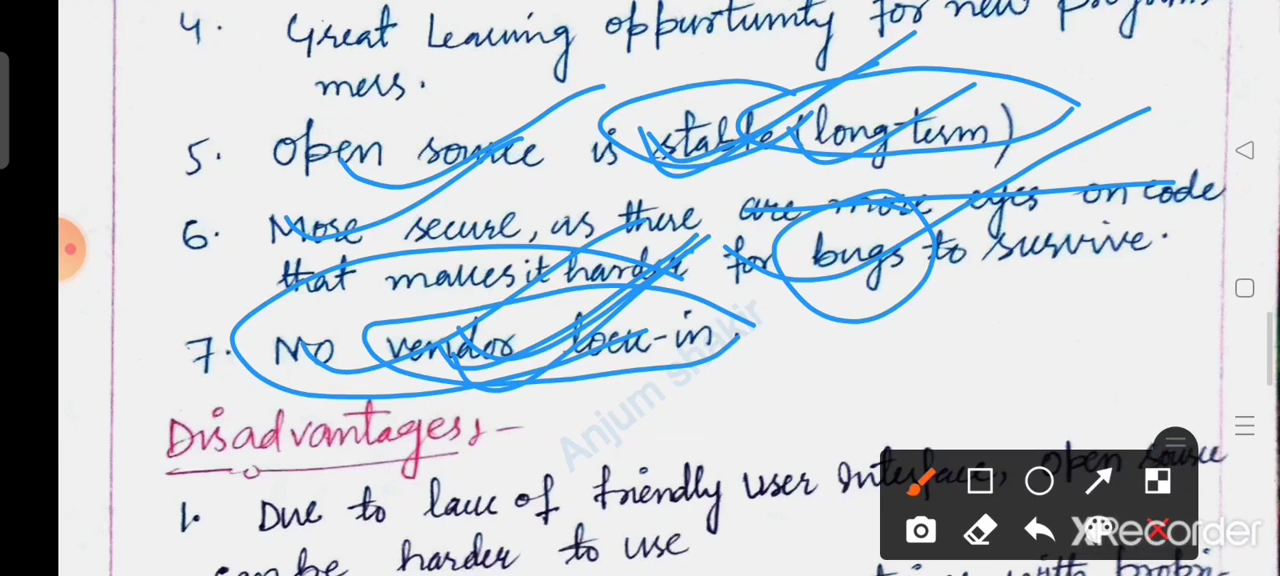 4. Great Learning opportunity for new program
mers.
5. Open source is stable (long-term)
6. More secure, as there are more eyes on code
that makes it harder for bugs to survive.
7. No vendor lock-in.
Anjum shakir
Disadvantages:-
1. Due to lack of friendly user Interface, open source
can be harder to use
XRecorder